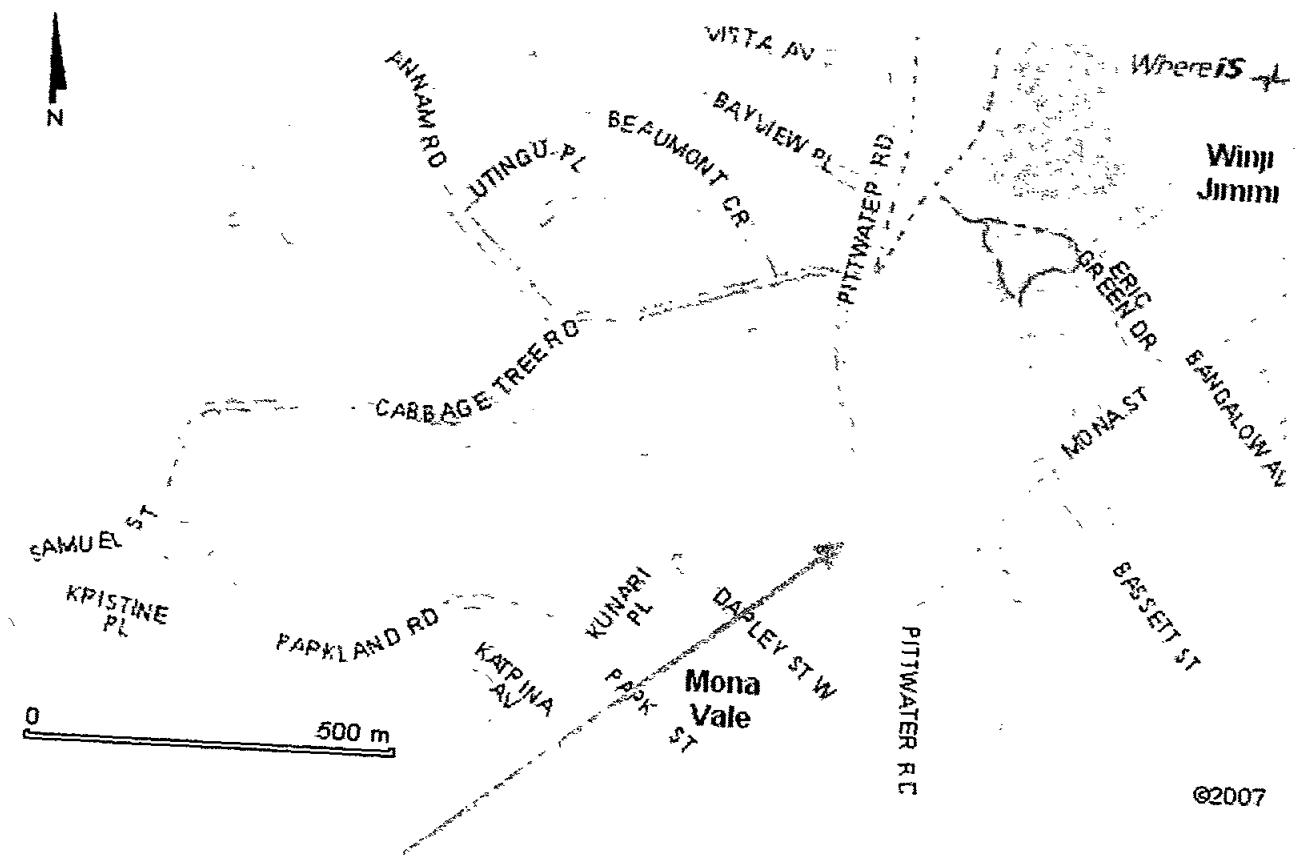 N
VISTA AV
WhereiS
ANNAM RD
UTINGU PL
BEAUMONT CR
BAYVIEW PL
PITTWATER RD
Winji
Jimmi
ERIC
GREEN DR
BANGALOW AV
CABBAGE TREE RD
MONA ST
BASSETT ST
SAMUEL ST
KRISTINE
PL
PARKLAND RD
KUNARI
PL
DARLEY ST W
KATRINA
AV
PARK ST
Mona
Vale
PITTWATER RD
0
500 m
©2007